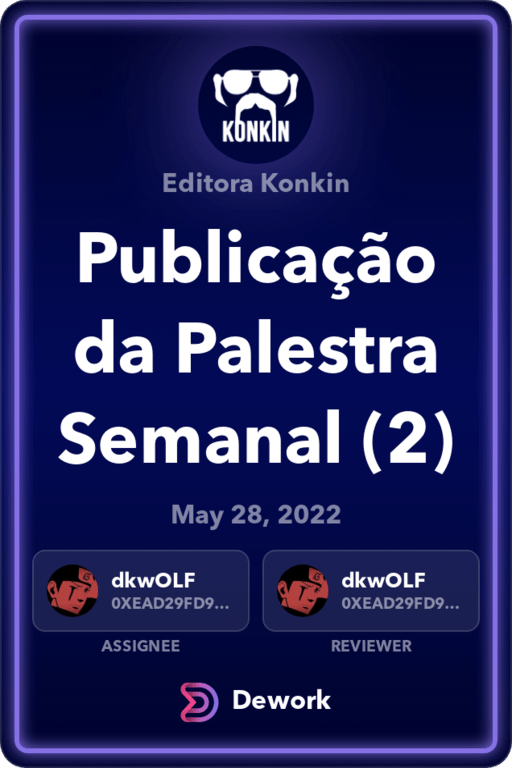 KONKIN
Editora Konkin
Publicação
da Palestra
Semanal (2)
May 28, 2022
dkwOLF
0XEAD29FD9...
dkwOLF
0XEAD29FD9...
ASSIGNEE
REVIEWER
Dework